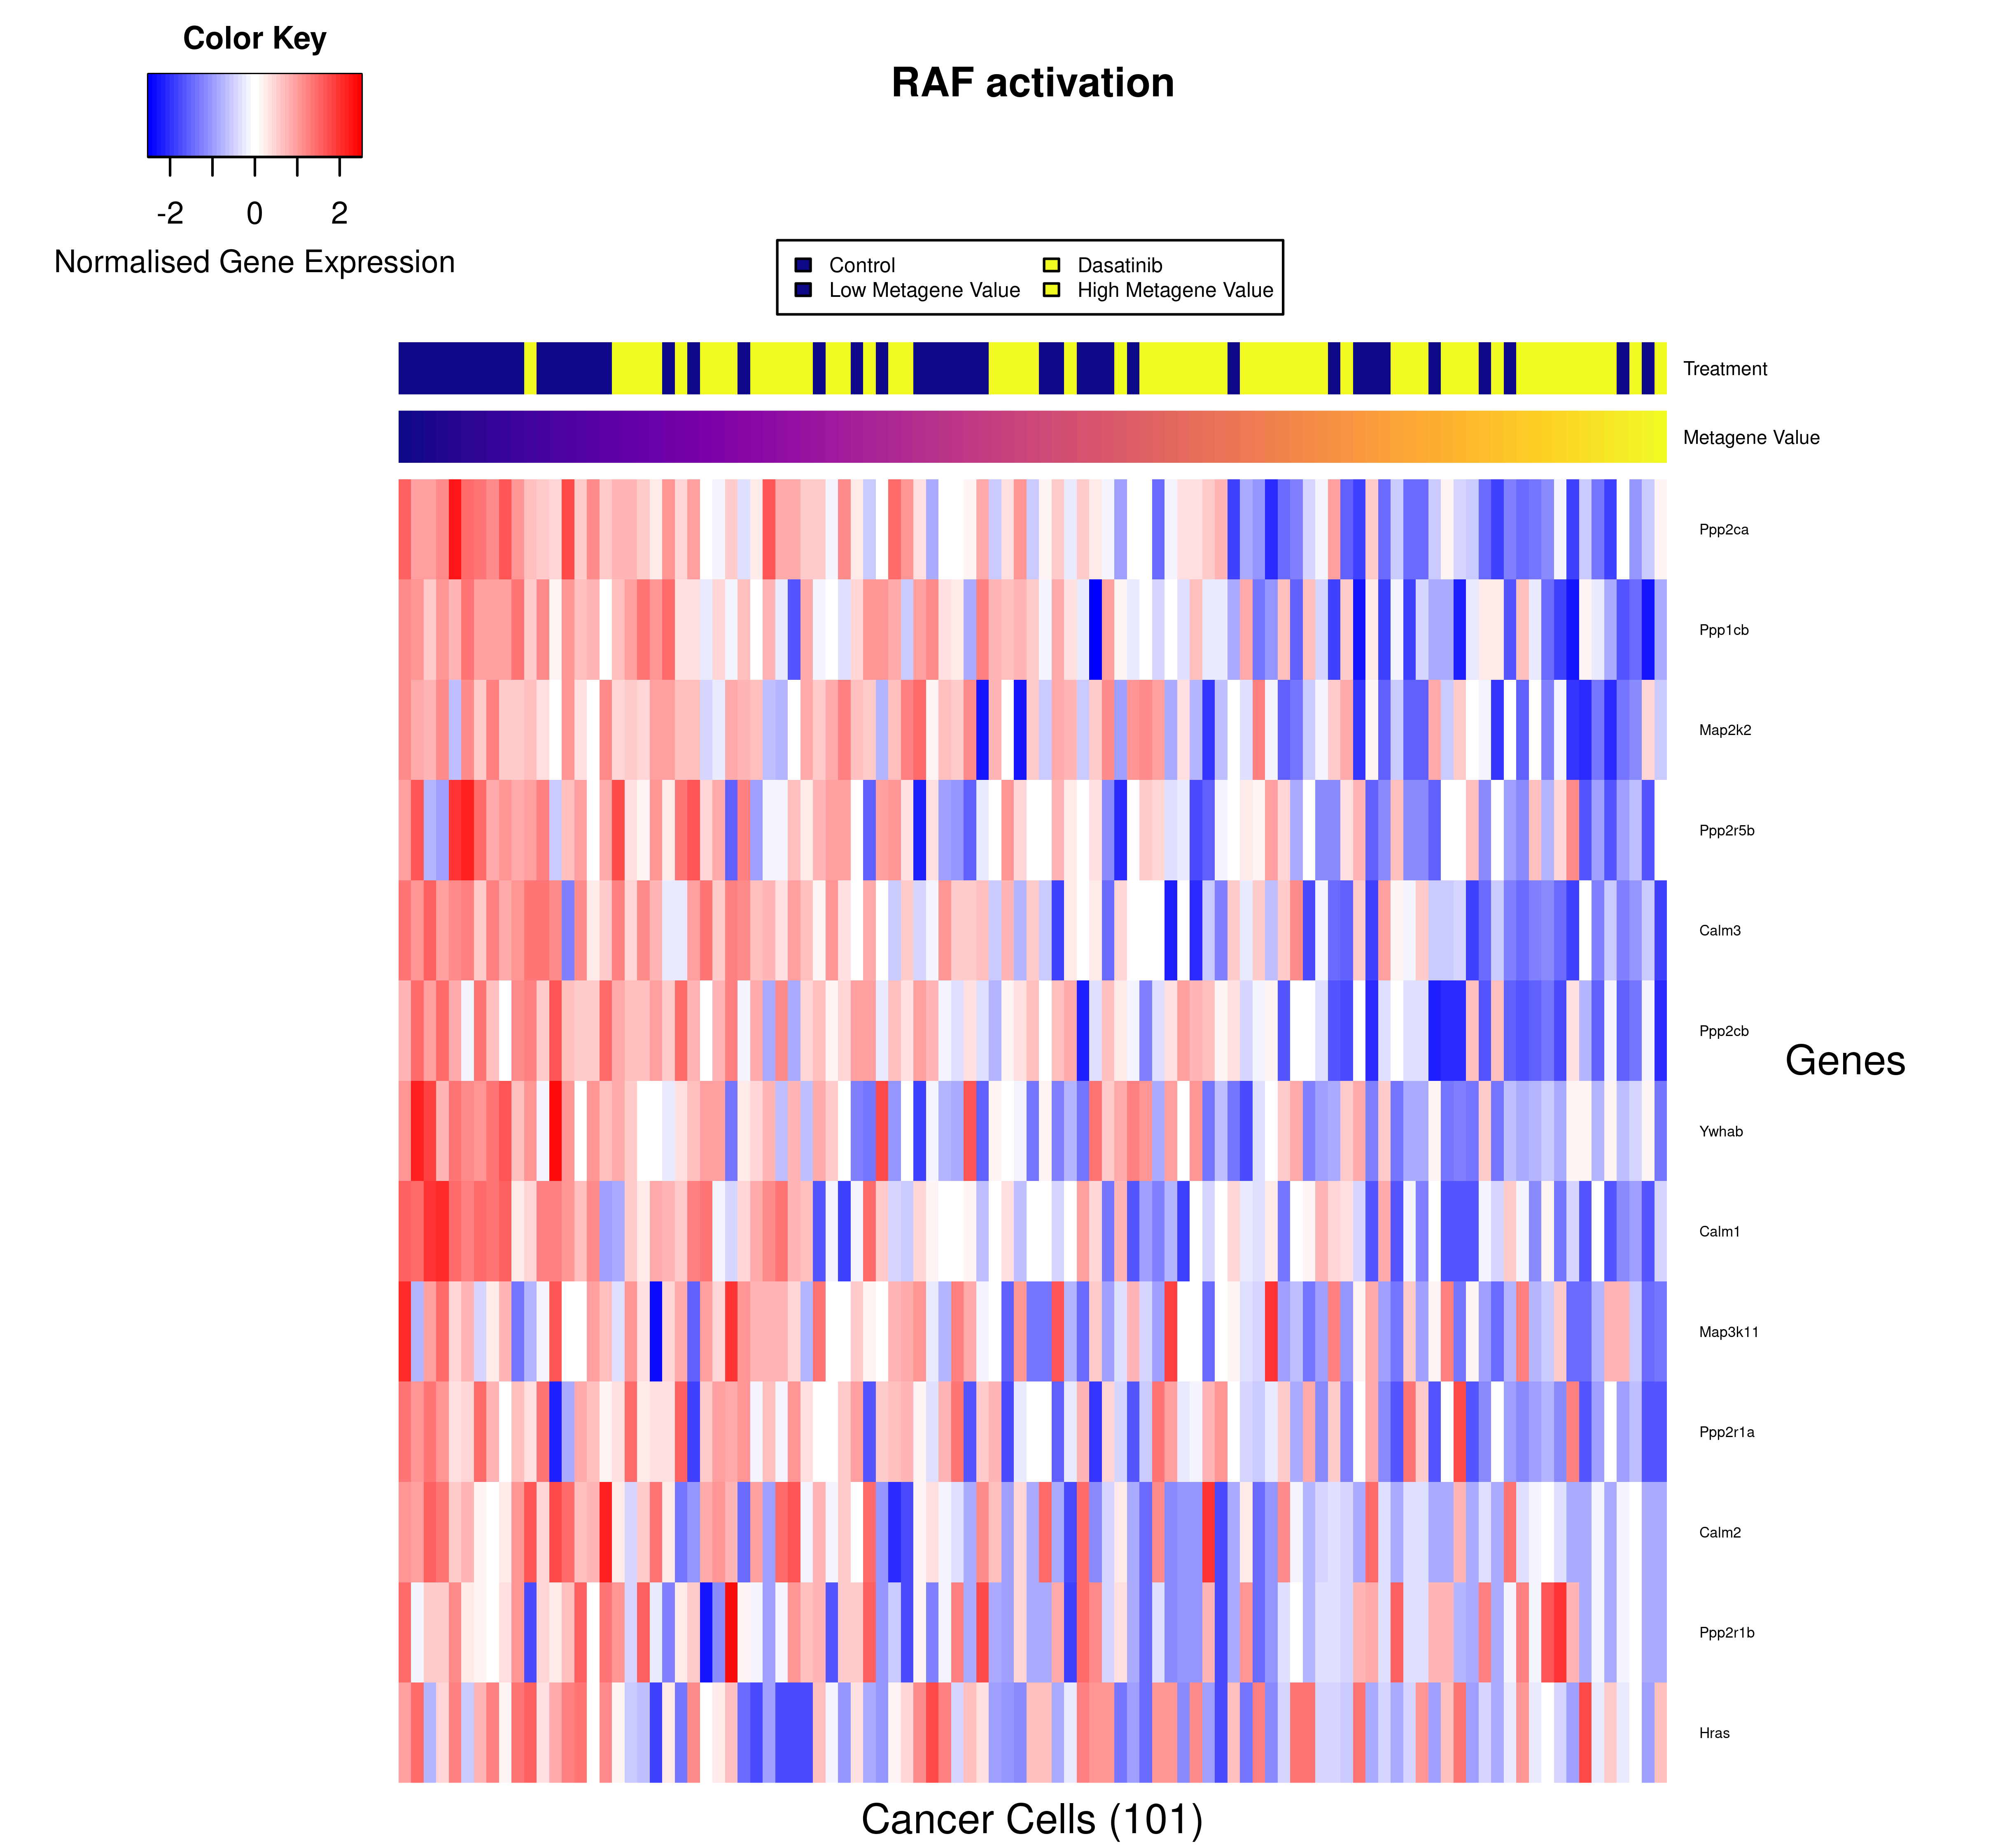 Color Key
-2 0 2
Normalised Gene Expression
RAF activation
Control Dasatinib
Low Metagene Value High Metagene Value
Treatment
Metagene Value
Ppp2ca
Ppp1cb
Map2k2
Ppp2r5b
Calm3
Ppp2cb
Genes
Ywhab
Calm1
Map3k11
Ppp2r1a
Calm2
Ppp2r1b
Hras
Cancer Cells (101)